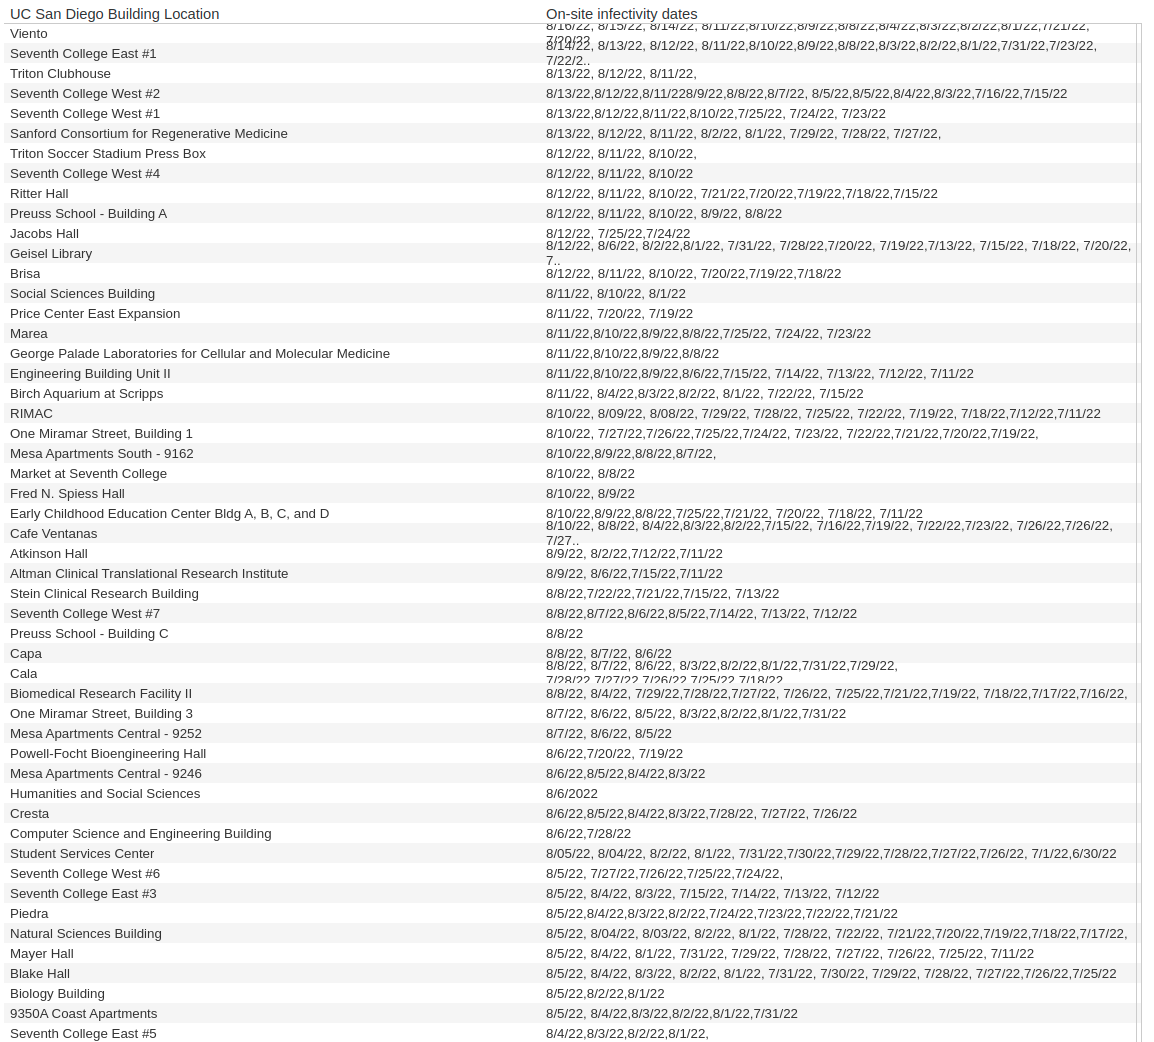 UC San Diego Building Location On-site infectivity dates
Viento 8/16/22, 8/15/22, 8/14/22, 8/11/22,8/10/22,8/9/22,8/8/22,8/4/22,8/3/22,8/2/22,8/1/22,7/21/22,
7/20/22
Seventh College East #1 8/14/22, 8/13/22, 8/12/22, 8/11/22,8/10/22,8/9/22,8/8/22,8/3/22,8/2/22,8/1/22,7/31/22,7/23/22,
7/22/2..
Triton Clubhouse 8/13/22, 8/12/22, 8/11/22,
Seventh College West #2 8/13/22,8/12/22,8/11/228/9/22,8/8/22,8/7/22, 8/5/22,8/5/22,8/4/22,8/3/22,7/16/22,7/15/22
Seventh College West #1 8/13/22,8/12/22,8/11/22,8/10/22,7/25/22, 7/24/22, 7/23/22
Sanford Consortium for Regenerative Medicine 8/13/22, 8/12/22, 8/11/22, 8/2/22, 8/1/22, 7/29/22, 7/28/22, 7/27/22,
Triton Soccer Stadium Press Box 8/12/22, 8/11/22, 8/10/22,
Seventh College West #4 8/12/22, 8/11/22, 8/10/22
Ritter Hall 8/12/22, 8/11/22, 8/10/22, 7/21/22,7/20/22,7/19/22,7/18/22,7/15/22
Preuss School - Building A 8/12/22, 8/11/22, 8/10/22, 8/9/22, 8/8/22
Jacobs Hall 8/12/22, 7/25/22,7/24/22
Geisel Library 8/12/22, 8/6/22, 8/2/22,8/1/22, 7/31/22, 7/28/22,7/20/22, 7/19/22,7/13/22, 7/15/22, 7/18/22, 7/20/22,
7..
Brisa 8/12/22, 8/11/22, 8/10/22, 7/20/22,7/19/22,7/18/22
Social Sciences Building 8/11/22, 8/10/22, 8/1/22
Price Center East Expansion 8/11/22, 7/20/22, 7/19/22
Marea 8/11/22,8/10/22,8/9/22,8/8/22,7/25/22, 7/24/22, 7/23/22
George Palade Laboratories for Cellular and Molecular Medicine 8/11/22,8/10/22,8/9/22,8/8/22
Engineering Building Unit II 8/11/22,8/10/22,8/9/22,8/6/22,7/15/22, 7/14/22, 7/13/22, 7/12/22, 7/11/22
Birch Aquarium at Scripps 8/11/22, 8/4/22,8/3/22,8/2/22, 8/1/22, 7/22/22, 7/15/22
RIMAC 8/10/22, 8/09/22, 8/08/22, 7/29/22, 7/28/22, 7/25/22, 7/22/22, 7/19/22, 7/18/22,7/12/22,7/11/22
One Miramar Street, Building 1 8/10/22, 7/27/22,7/26/22,7/25/22,7/24/22, 7/23/22, 7/22/22,7/21/22,7/20/22,7/19/22,
Mesa Apartments South - 9162 8/10/22,8/9/22,8/8/22,8/7/22,
Market at Seventh College 8/10/22, 8/8/22
Fred N. Spiess Hall 8/10/22, 8/9/22
Early Childhood Education Center Bldg A, B, C, and D 8/10/22,8/9/22,8/8/22,7/25/22,7/21/22, 7/20/22, 7/18/22, 7/11/22
Cafe Ventanas 8/10/22, 8/8/22, 8/4/22,8/3/22,8/2/22,7/15/22, 7/16/22,7/19/22, 7/22/22,7/23/22, 7/26/22,7/26/22,
7/27..
Atkinson Hall 8/9/22, 8/2/22,7/12/22,7/11/22
Altman Clinical Translational Research Institute 8/9/22, 8/6/22,7/15/22,7/11/22
Stein Clinical Research Building 8/8/22,7/22/22,7/21/22,7/15/22, 7/13/22
Seventh College West #7 8/8/22,8/7/22,8/6/22,8/5/22,7/14/22, 7/13/22, 7/12/22
Preuss School - Building C 8/8/22
Capa 8/8/22, 8/7/22, 8/6/22
Cala 8/8/22, 8/7/22, 8/6/22, 8/3/22,8/2/22,8/1/22,7/31/22,7/29/22,
7/28/22,7/27/22,7/26/22,7/25/22,7/18/22
Biomedical Research Facility II 8/8/22, 8/4/22, 7/29/22,7/28/22,7/27/22, 7/26/22, 7/25/22,7/21/22,7/19/22, 7/18/22,7/17/22,7/16/22,
One Miramar Street, Building 3 8/7/22, 8/6/22, 8/5/22, 8/3/22,8/2/22,8/1/22,7/31/22
Mesa Apartments Central - 9252 8/7/22, 8/6/22, 8/5/22
Powell-Focht Bioengineering Hall 8/6/22,7/20/22, 7/19/22
Mesa Apartments Central - 9246 8/6/22,8/5/22,8/4/22,8/3/22
Humanities and Social Sciences 8/6/2022
Cresta 8/6/22,8/5/22,8/4/22,8/3/22,7/28/22, 7/27/22, 7/26/22
Computer Science and Engineering Building 8/6/22,7/28/22
Student Services Center 8/05/22, 8/04/22, 8/2/22, 8/1/22, 7/31/22,7/30/22,7/29/22,7/28/22,7/27/22,7/26/22, 7/1/22,6/30/22
Seventh College West #6 8/5/22, 7/27/22,7/26/22,7/25/22,7/24/22,
Seventh College East #3 8/5/22, 8/4/22, 8/3/22, 7/15/22, 7/14/22, 7/13/22, 7/12/22
Piedra 8/5/22,8/4/22,8/3/22,8/2/22,7/24/22,7/23/22,7/22/22,7/21/22
Natural Sciences Building 8/5/22, 8/04/22, 8/03/22, 8/2/22, 8/1/22, 7/28/22, 7/22/22, 7/21/22,7/20/22,7/19/22,7/18/22,7/17/22,
Mayer Hall 8/5/22, 8/4/22, 8/1/22, 7/31/22, 7/29/22, 7/28/22, 7/27/22, 7/26/22, 7/25/22, 7/11/22
Blake Hall 8/5/22, 8/4/22, 8/3/22, 8/2/22, 8/1/22, 7/31/22, 7/30/22, 7/29/22, 7/28/22, 7/27/22,7/26/22,7/25/22
Biology Building 8/5/22,8/2/22,8/1/22
9350A Coast Apartments 8/5/22, 8/4/22,8/3/22,8/2/22,8/1/22,7/31/22
Seventh College East #5 8/4/22,8/3/22,8/2/22,8/1/22,